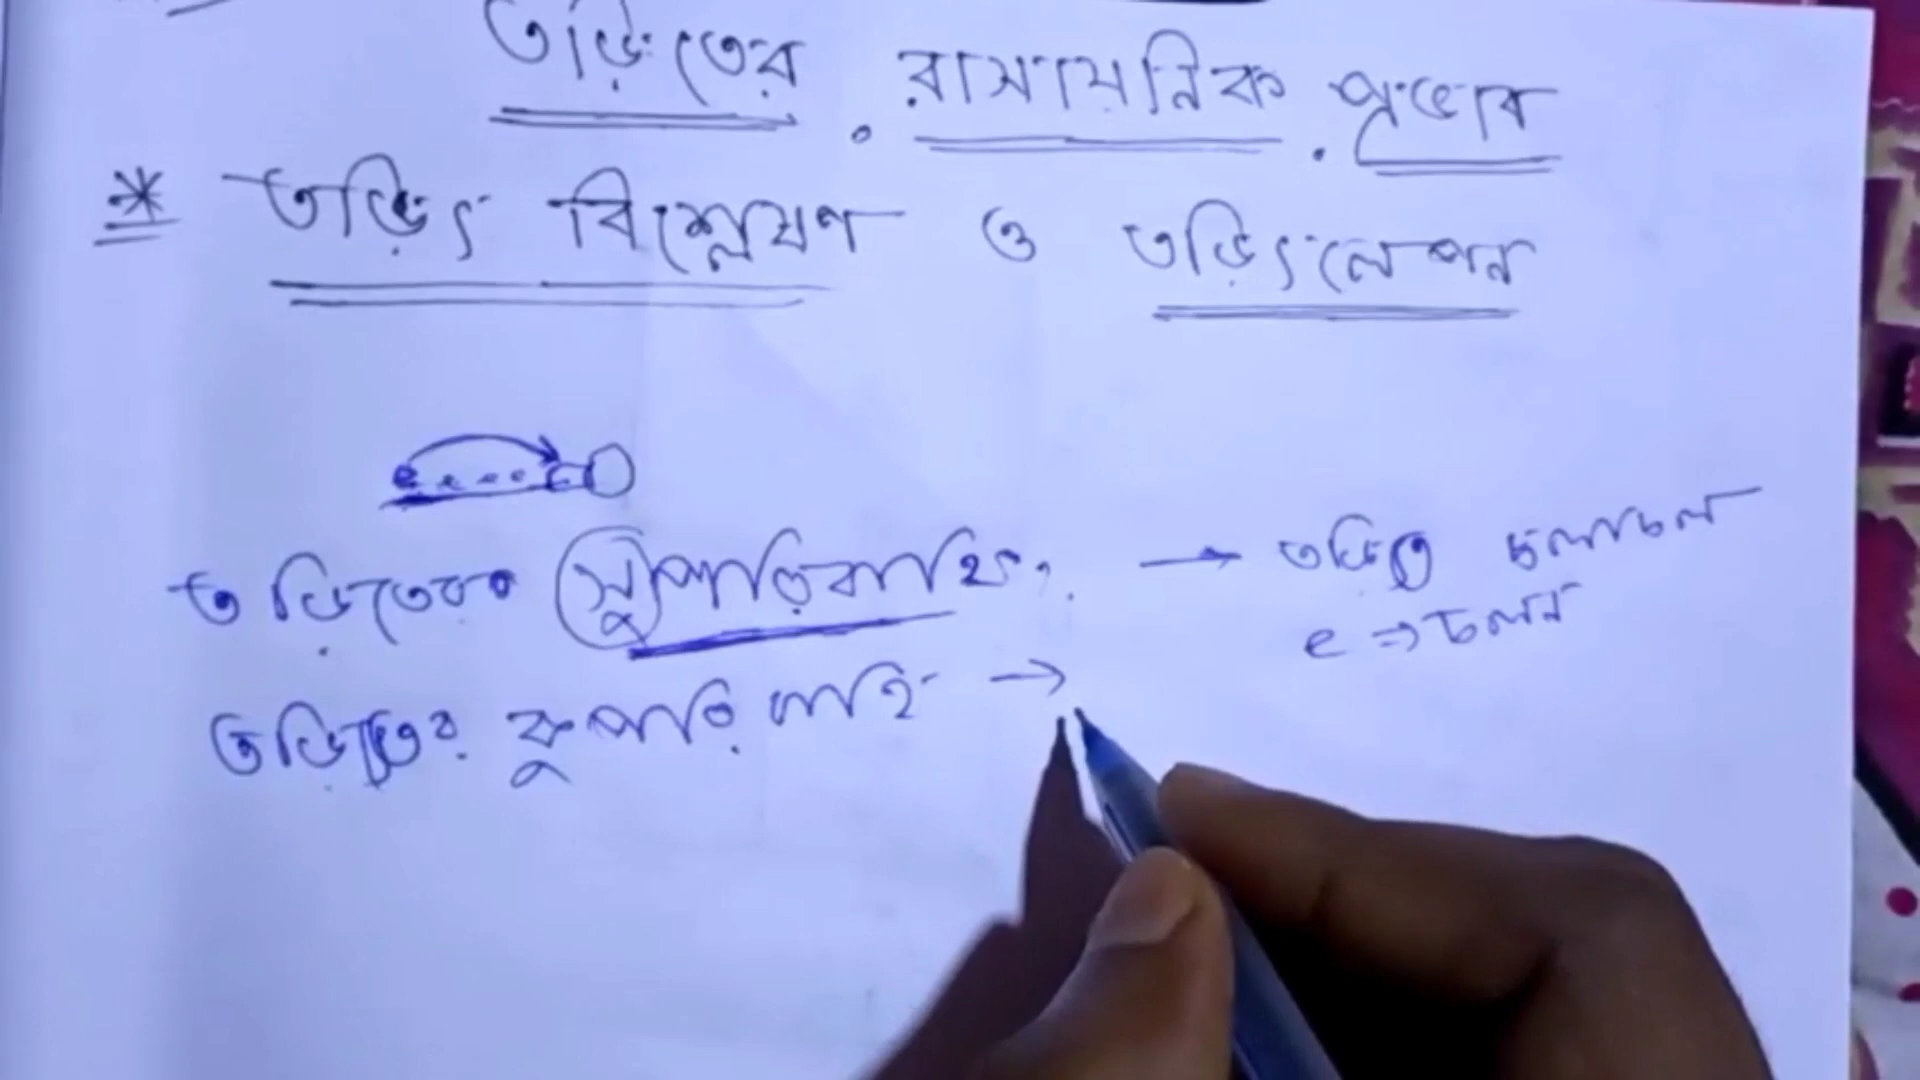 তড়িতের রাসায়নিক প্রভাব
* তড়িৎ বিশ্লেষণ ও তড়িৎলেপন
e
তড়িতের সুপরিবাহি → তড়িৎ চলাচল
e ⇒ চলন
তড়িতের কুপরিবাহি →